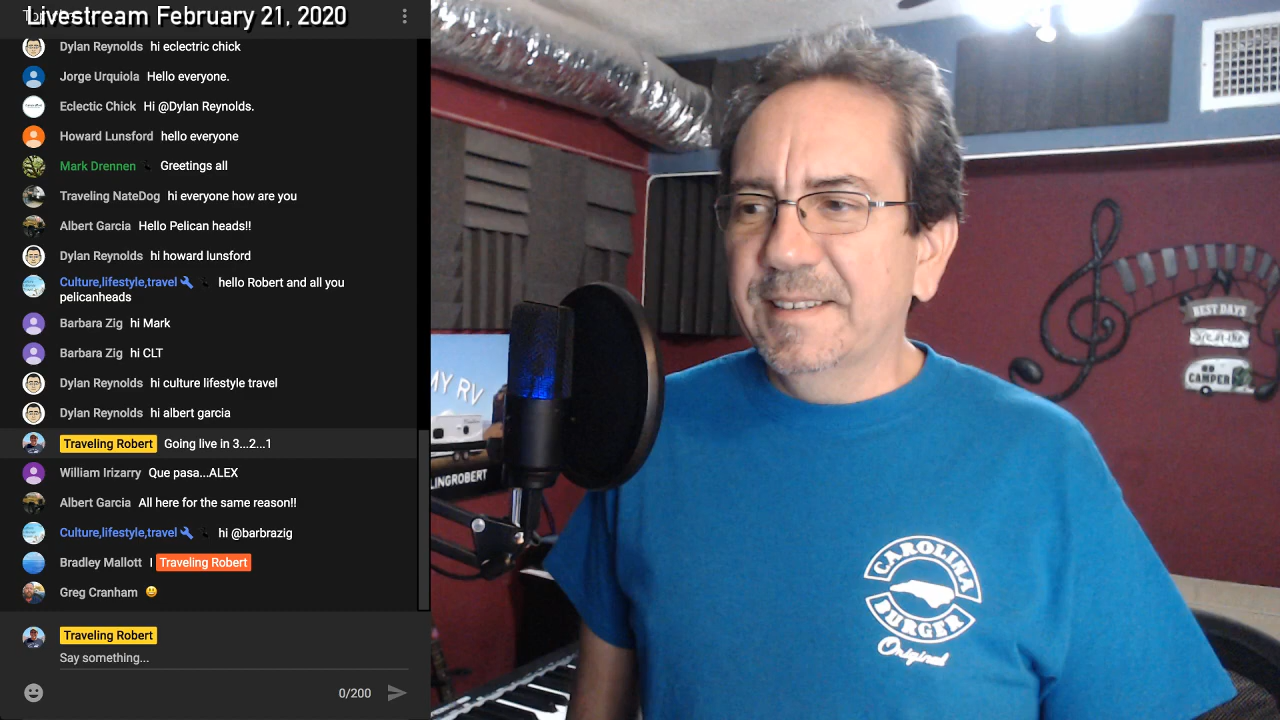 Livestream February 21, 2020
Dylan Reynolds hi eclectric chick
Jorge Urquiola Hello everyone.
Eclectic Chick Hi @Dylan Reynolds.
Howard Lunsford hello everyone
Mark Drennen Greetings all
Traveling NateDog hi everyone how are you
Albert Garcia Hello Pelican heads!!
Dylan Reynolds hi howard lunsford
Culture,lifestyle,travel hello Robert and all you
pelicanheads
Barbara Zig hi Mark
Barbara Zig hi CLT
Dylan Reynolds hi culture lifestyle travel
Dylan Reynolds hi albert garcia
Traveling Robert Going live in 3...2...1
William Irizarry Que pasa...ALEX
Albert Garcia All here for the same reason!!
Culture,lifestyle,travel hi @barbrazig
Bradley Mallott I Traveling Robert
Greg Cranham
Traveling Robert
Say something...
0/200
MY RV
LINGROBERT
BEST DAYS
CAMPER
CAROLINA
BURGER
Original